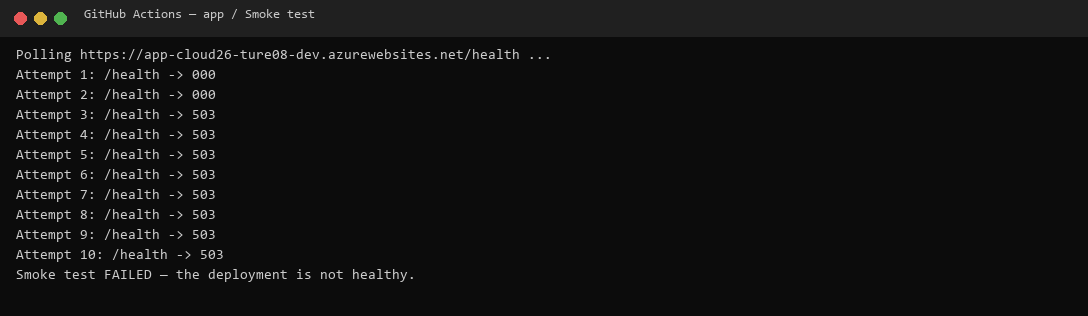 GitHub Actions — app / Smoke test
Polling https://app-cloud26-ture08-dev.azurewebsites.net/health ...
Attempt 1: /health -> 000
Attempt 2: /health -> 000
Attempt 3: /health -> 503
Attempt 4: /health -> 503
Attempt 5: /health -> 503
Attempt 6: /health -> 503
Attempt 7: /health -> 503
Attempt 8: /health -> 503
Attempt 9: /health -> 503
Attempt 10: /health -> 503
Smoke test FAILED — the deployment is not healthy.